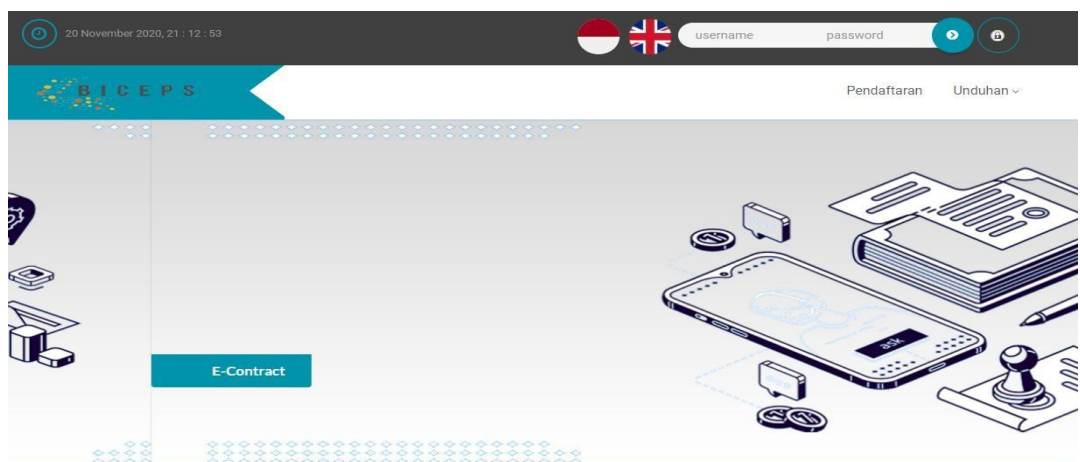 20 November 2020, 21 : 12 : 53
username password
BICEPS
Pendaftaran Unduhan
E-Contract
ask